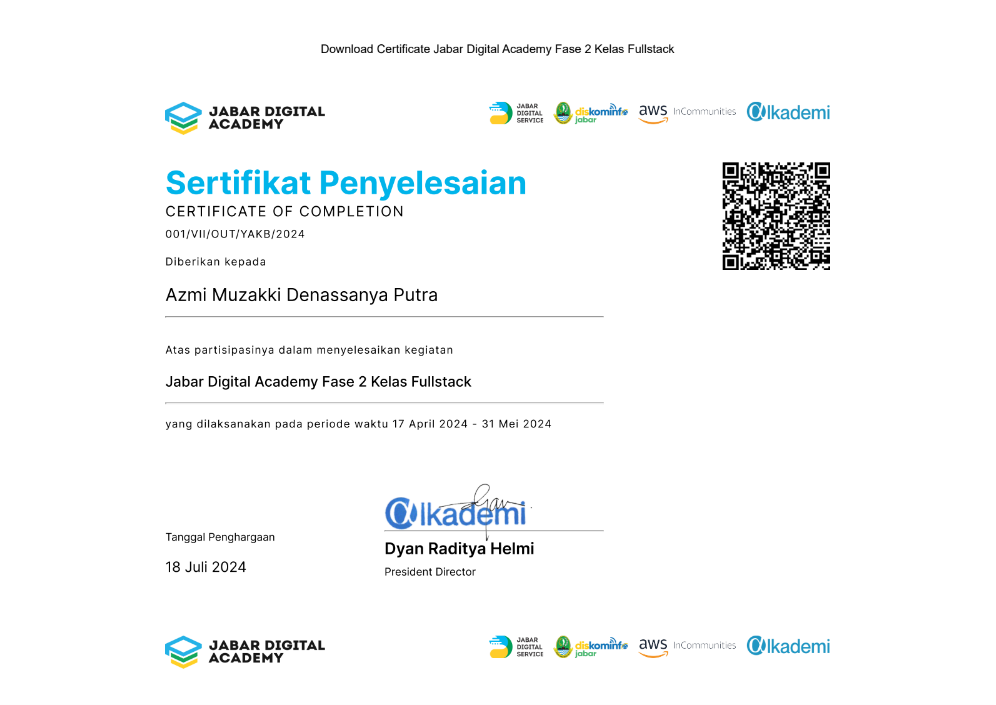 Download Certificate Jabar Digital Academy Fase 2 Kelas Fullstack
JABAR DIGITAL
ACADEMY
JABAR
DIGITAL
SERVICE
diskominfo
jabar
aws InCommunities
Alkademi
Sertifikat Penyelesaian
CERTIFICATE OF COMPLETION
001/VII/OUT/YAKB/2024
Diberikan kepada
Azmi Muzakki Denassanya Putra
Atas partisipasinya dalam menyelesaikan kegiatan
Jabar Digital Academy Fase 2 Kelas Fullstack
yang dilaksanakan pada periode waktu 17 April 2024 - 31 Mei 2024
Alkademi
Tanggal Penghargaan
18 Juli 2024
Dyan Raditya Helmi
President Director
JABAR DIGITAL
ACADEMY
JABAR
DIGITAL
SERVICE
diskominfo
jabar
aws InCommunities
Alkademi